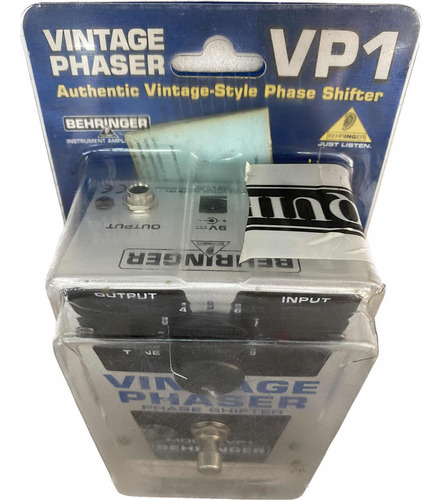 VINTAGE
PHASER
VP1
Authentic Vintage-Style Phase Shifter
BEHRINGER
INSTRUMENT
BEHRINGER
JUST LISTEN.
OUTPUT
9V
BEHRINGER
OUTPUT
INPUT
VINTAGE
PHASER
PHASE SHIFTER
BEHRINGER